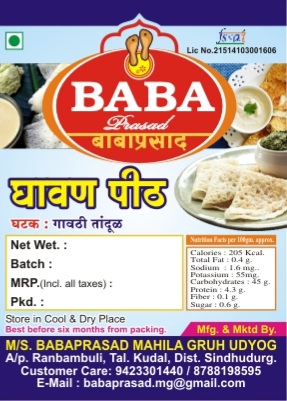 fssai
Lic No.21514103001606
BABA
Prasad
बाबाप्रसाद
घावण पीठ
घटक : गावठी तांदूळ
Net Wet. :
Batch :
MRP.(Incl. all taxes) :
Pkd. :
Nutrition Facts per 100gm. approx.
Calories : 205 Kcal.
Total Fat : 0.4 g.
Sodium : 1.6 mg..
Potassium : 55mg.
Carbohydrates : 45 g.
Protein : 4.3 g.
Fiber : 0.1 g.
Sugar : 0.6 g.
Store in Cool & Dry Place
Best before six months from packing.
Mfg. & Mktd By.
M/S. BABAPRASAD MAHILA GRUH UDYOG
A/p. Ranbambuli, Tal. Kudal, Dist. Sindhudurg.
Customer Care: 9423301440 / 8788198595
E-Mail : babaprasad.mg@gmail.com